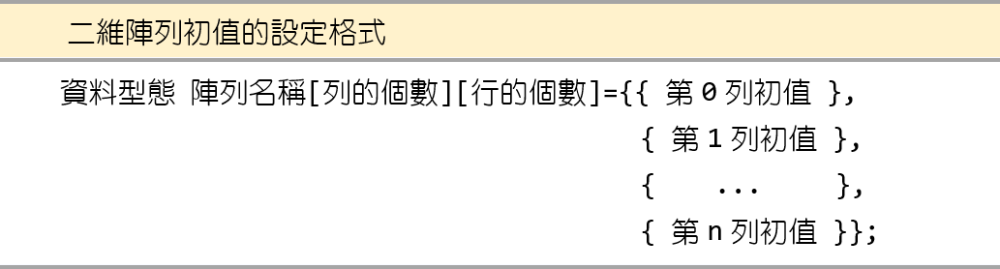 二維陣列初值的設定格式
資料型態 陣列名稱[列的個數][行的個數]={{ 第0列初值 },
{ 第1列初值 },
{ ... },
{ 第n列初值 }};